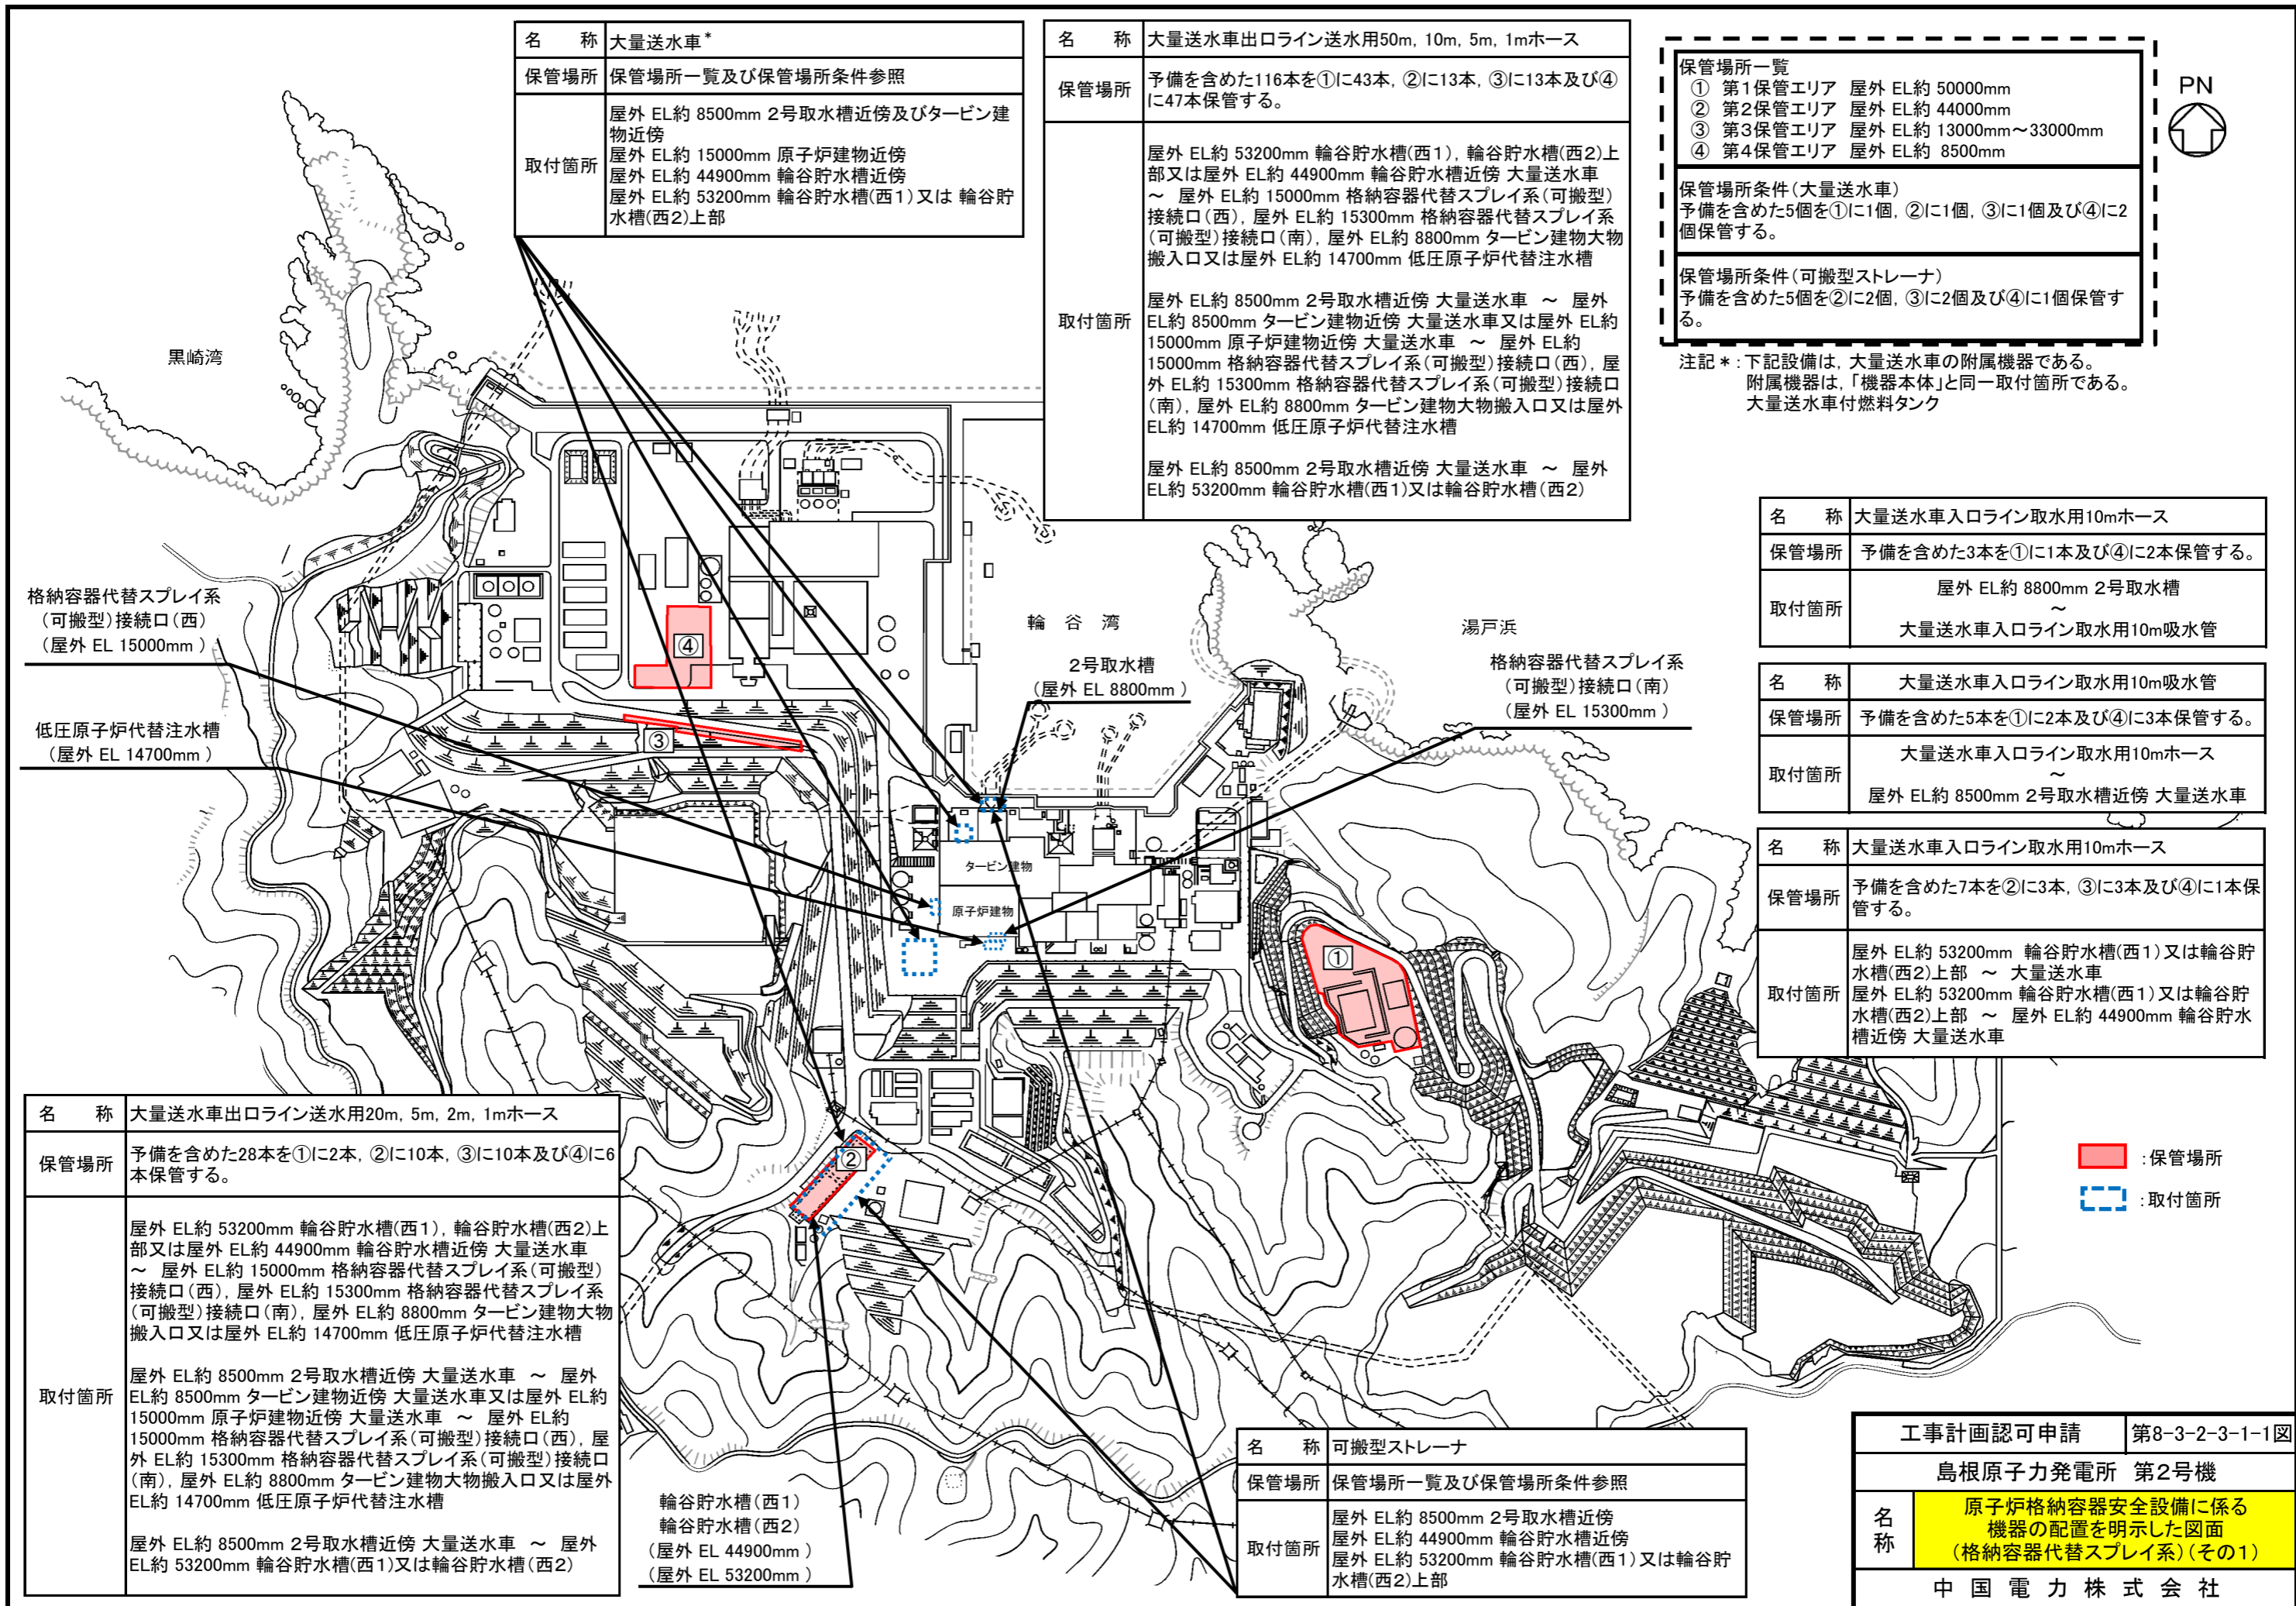 名 称 大量送水車*
保管場所 保管場所一覧及び保管場所条件参照
取付箇所
屋外 EL約 8500mm 2号取水槽近傍及びタービン建
物近傍
屋外 EL約 15000mm 原子炉建物近傍
屋外 EL約 44900mm 輪谷貯水槽近傍
屋外 EL約 53200mm 輪谷貯水槽(西1)又は 輪谷貯
水槽(西2)上部
名 称 大量送水車出口ライン送水用50m, 10m, 5m, 1mホース
保管場所
予備を含めた116本を①に43本, ②に13本, ③に13本及び④
に47本保管する。
取付箇所
屋外 EL約 53200mm 輪谷貯水槽(西1), 輪谷貯水槽(西2)上
部又は屋外 EL約 44900mm 輪谷貯水槽近傍 大量送水車
～ 屋外 EL約 15000mm 格納容器代替スプレイ系(可搬型)
接続口(西), 屋外 EL約 15300mm 格納容器代替スプレイ系
(可搬型)接続口(南), 屋外 EL約 8800mm タービン建物大物
搬入口又は屋外 EL約 14700mm 低圧原子炉代替注水槽
屋外 EL約 8500mm 2号取水槽近傍 大量送水車 ～ 屋外
EL約 8500mm タービン建物近傍 大量送水車又は屋外 EL約
15000mm 原子炉建物近傍 大量送水車 ～ 屋外 EL約
15000mm 格納容器代替スプレイ系(可搬型)接続口(西), 屋
外 EL約 15300mm 格納容器代替スプレイ系(可搬型)接続口
(南), 屋外 EL約 8800mm タービン建物大物搬入口又は屋外
EL約 14700mm 低圧原子炉代替注水槽
屋外 EL約 8500mm 2号取水槽近傍 大量送水車 ～ 屋外
EL約 53200mm 輪谷貯水槽(西1)又は輪谷貯水槽(西2)
保管場所一覧
① 第1保管エリア 屋外 EL約 50000mm
② 第2保管エリア 屋外 EL約 44000mm
③ 第3保管エリア 屋外 EL約 13000mm～33000mm
④ 第4保管エリア 屋外 EL約 8500mm
保管場所条件(大量送水車)
予備を含めた5個を①に1個, ②に1個, ③に1個及び④に2
個保管する。
保管場所条件(可搬型ストレーナ)
予備を含めた5個を②に2個, ③に2個及び④に1個保管す
る。
PN
注記*:下記設備は, 大量送水車の附属機器である。
附属機器は,「機器本体」と同一取付箇所である。
大量送水車付燃料タンク
名 称 大量送水車入口ライン取水用10mホース
保管場所 予備を含めた3本を①に1本及び④に2本保管する。
取付箇所
屋外 EL約 8800mm 2号取水槽
～
大量送水車入口ライン取水用10m吸水管
名 称 大量送水車入口ライン取水用10m吸水管
保管場所 予備を含めた5本を①に2本及び④に3本保管する。
取付箇所
大量送水車入口ライン取水用10mホース
～
屋外 EL約 8500mm 2号取水槽近傍 大量送水車
名 称 大量送水車入口ライン取水用10mホース
保管場所
予備を含めた7本を②に3本, ③に3本及び④に1本保
管する。
取付箇所
屋外 EL約 53200mm 輪谷貯水槽(西1)又は輪谷貯
水槽(西2)上部 ～ 大量送水車
屋外 EL約 53200mm 輪谷貯水槽(西1)又は輪谷貯
水槽(西2)上部 ～ 屋外 EL約 44900mm 輪谷貯水
槽近傍 大量送水車
黒崎湾
輪 谷 湾
湯戸浜
格納容器代替スプレイ系
(可搬型)接続口(西)
(屋外 EL 15000mm )
低圧原子炉代替注水槽
(屋外 EL 14700mm )
2号取水槽
(屋外 EL 8800mm )
格納容器代替スプレイ系
(可搬型)接続口(南)
(屋外 EL 15300mm )
④
③
タービン建物
原子炉建物
①
②
名 称 大量送水車出口ライン送水用20m, 5m, 2m, 1mホース
保管場所
予備を含めた28本を①に2本, ②に10本, ③に10本及び④に6
本保管する。
取付箇所
屋外 EL約 53200mm 輪谷貯水槽(西1), 輪谷貯水槽(西2)上
部又は屋外 EL約 44900mm 輪谷貯水槽近傍 大量送水車
～ 屋外 EL約 15000mm 格納容器代替スプレイ系(可搬型)
接続口(西), 屋外 EL約 15300mm 格納容器代替スプレイ系
(可搬型)接続口(南), 屋外 EL約 8800mm タービン建物大物
搬入口又は屋外 EL約 14700mm 低圧原子炉代替注水槽
屋外 EL約 8500mm 2号取水槽近傍 大量送水車 ～ 屋外
EL約 8500mm タービン建物近傍 大量送水車又は屋外 EL約
15000mm 原子炉建物近傍 大量送水車 ～ 屋外 EL約
15000mm 格納容器代替スプレイ系(可搬型)接続口(西), 屋
外 EL約 15300mm 格納容器代替スプレイ系(可搬型)接続口
(南), 屋外 EL約 8800mm タービン建物大物搬入口又は屋外
EL約 14700mm 低圧原子炉代替注水槽
屋外 EL約 8500mm 2号取水槽近傍 大量送水車 ～ 屋外
EL約 53200mm 輪谷貯水槽(西1)又は輪谷貯水槽(西2)
輪谷貯水槽(西1)
輪谷貯水槽(西2)
(屋外 EL 44900mm )
(屋外 EL 53200mm )
名 称 可搬型ストレーナ
保管場所 保管場所一覧及び保管場所条件参照
取付箇所
屋外 EL約 8500mm 2号取水槽近傍
屋外 EL約 44900mm 輪谷貯水槽近傍
屋外 EL約 53200mm 輪谷貯水槽(西1)又は輪谷貯
水槽(西2)上部
:保管場所
:取付箇所
工事計画認可申請 第8-3-2-3-1-1図
島根原子力発電所 第2号機
名称
原子炉格納容器安全設備に係る
機器の配置を明示した図面
(格納容器代替スプレイ系)(その1)
中 国 電 力 株 式 会 社